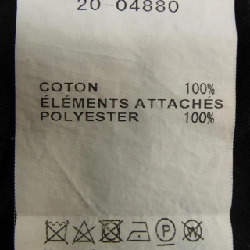 20 04880
COTON 100%
ÉLÉMENTS ATTACHÉS
POLYESTER 100%